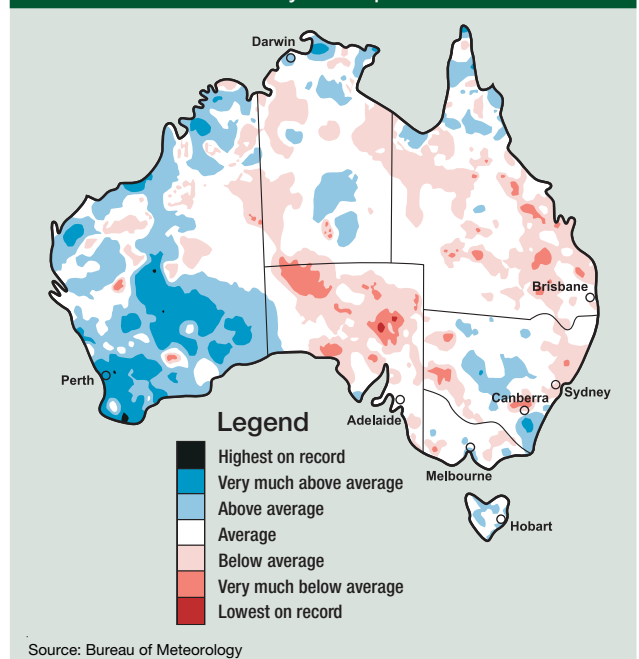 Darwin
Brisbane
Perth
Sydney
Canberra
Adelaide
Melbourne
Hobart
Legend
Highest on record
Very much above average
Above average
Average
Below average
Very much below average
Lowest on record
Source: Bureau of Meteorology